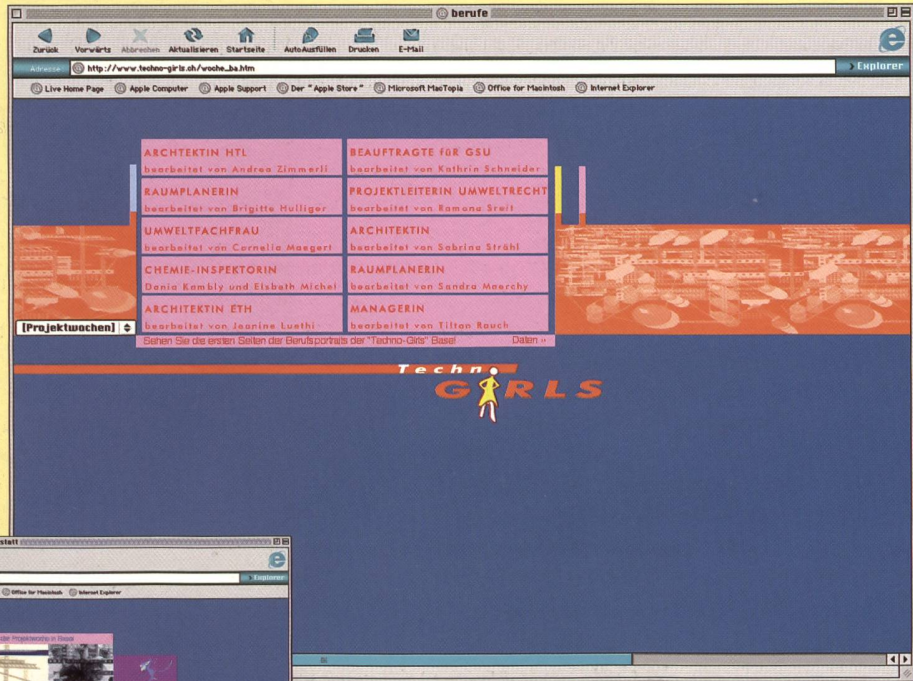 berufe
Zurück Vorwärts Abbrechen Aktualisieren Startseite AutoAusfüllen Drucken E-Mail
Adresse: http://www.techno-girls.ch/woche_ba.htm › Explorer
Live Home Page Apple Computer Apple Support Der "Apple Store" Microsoft MacTopia Office for Macintosh Internet Explorer
ARCHTEKTIN HTL
bearbeitet von Andrea Zimmerli
BEAUFTRAGTE FÜR GSU
bearbeitet von Kathrin Schneider
RAUMPLANERIN
bearbeitet von Brigitte Hulliger
PROJEKTLEITERIN UMWELTRECHT
bearbeitet von Ramona Sreit
UMWELTFACHFRAU
bearbeitet von Cornelia Maegert
ARCHITEKTIN
bearbeitet von Sabrina Strähl
CHEMIE-INSPEKTORIN
Dania Kambly und Elsbeth Michel
RAUMPLANERIN
bearbeitet von Sandra Maerchy
ARCHITEKTIN ETH
bearbeitet von Jeanine Luethi
MANAGERIN
bearbeitet von Tiltan Rauch
[Projektwochen]
Sehen Sie die ersten Seiten der Berufsportraits der "Techno-Girls" Basel Daten ››
Techn
GIRLS
statt
› Explorer
Office for Macintosh Internet Explorer
der Projektwoche in Basel